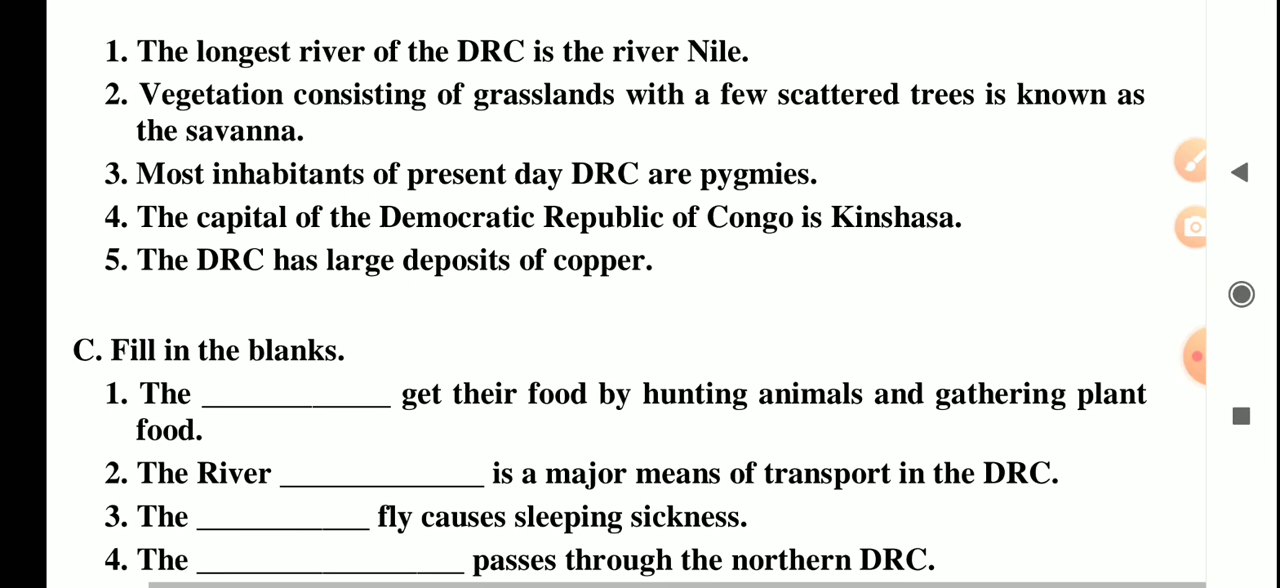 1. The longest river of the DRC is the river Nile.
2. Vegetation consisting of grasslands with a few scattered trees is known as
the savanna.
3. Most inhabitants of present day DRC are pygmies.
4. The capital of the Democratic Republic of Congo is Kinshasa.
5. The DRC has large deposits of copper.
C. Fill in the blanks.
1. The ____________ get their food by hunting animals and gathering plant
food.
2. The River _____________ is a major means of transport in the DRC.
3. The ___________ fly causes sleeping sickness.
4. The _________________ passes through the northern DRC.